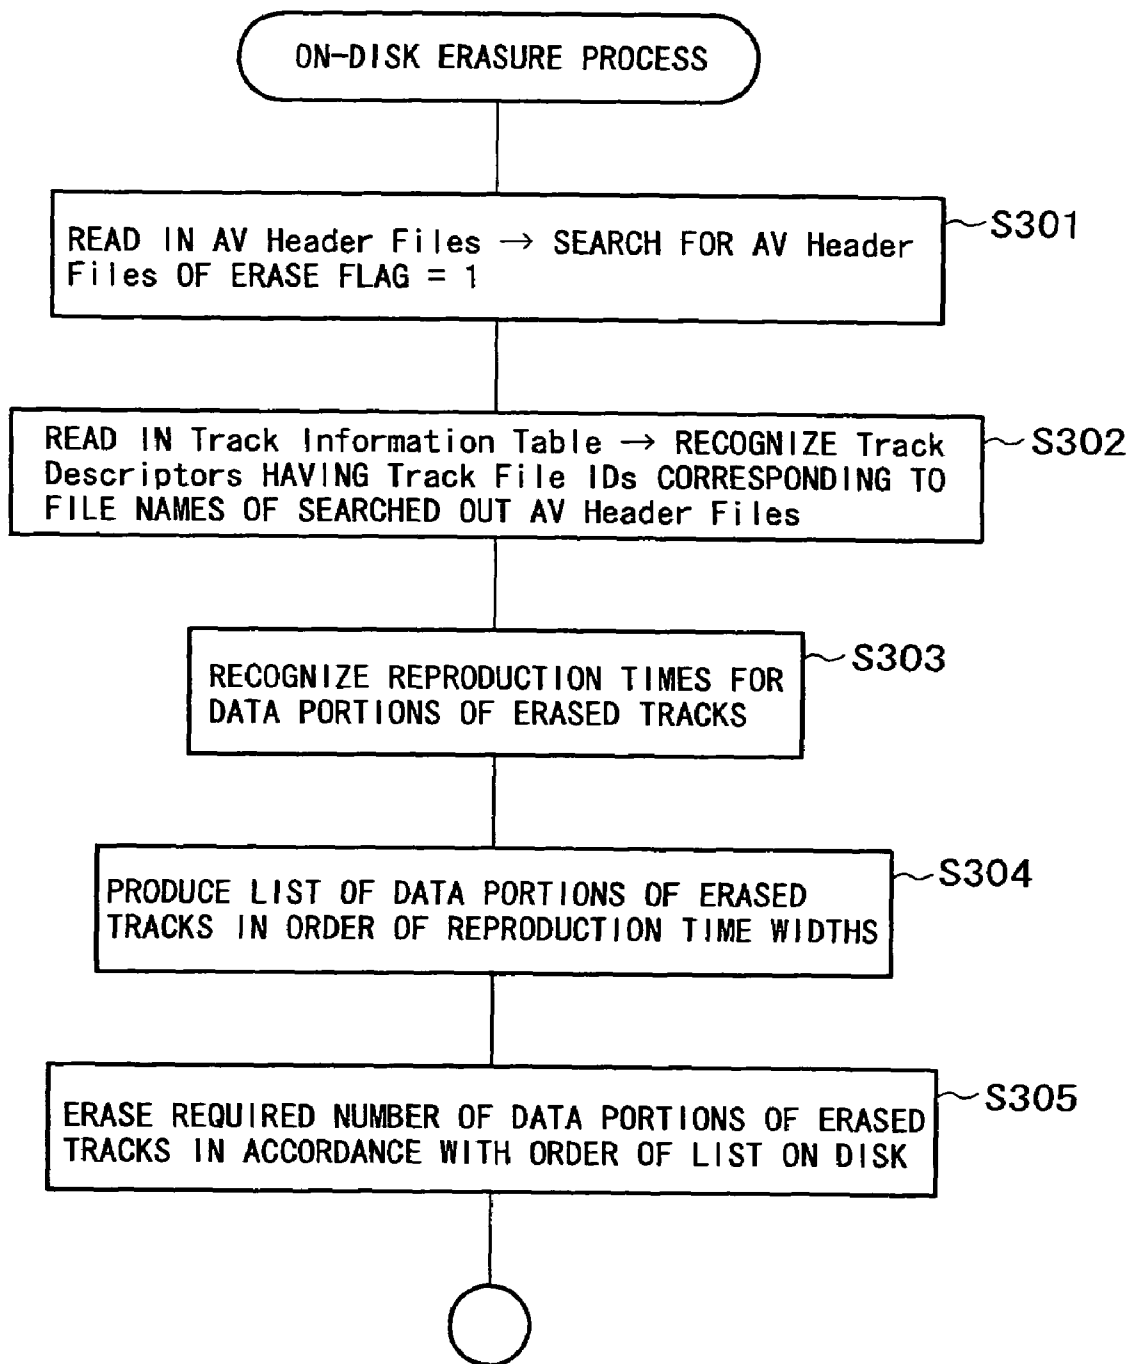 ON-DISK ERASURE PROCESS
S301
READ IN AV Header Files → SEARCH FOR AV Header
Files OF ERASE FLAG = 1
S302
READ IN Track Information Table → RECOGNIZE Track
Descriptors HAVING Track File IDs CORRESPONDING TO
FILE NAMES OF SEARCHED OUT AV Header Files
S303
RECOGNIZE REPRODUCTION TIMES FOR
DATA PORTIONS OF ERASED TRACKS
S304
PRODUCE LIST OF DATA PORTIONS OF ERASED
TRACKS IN ORDER OF REPRODUCTION TIME WIDTHS
S305
ERASE REQUIRED NUMBER OF DATA PORTIONS OF ERASED
TRACKS IN ACCORDANCE WITH ORDER OF LIST ON DISK